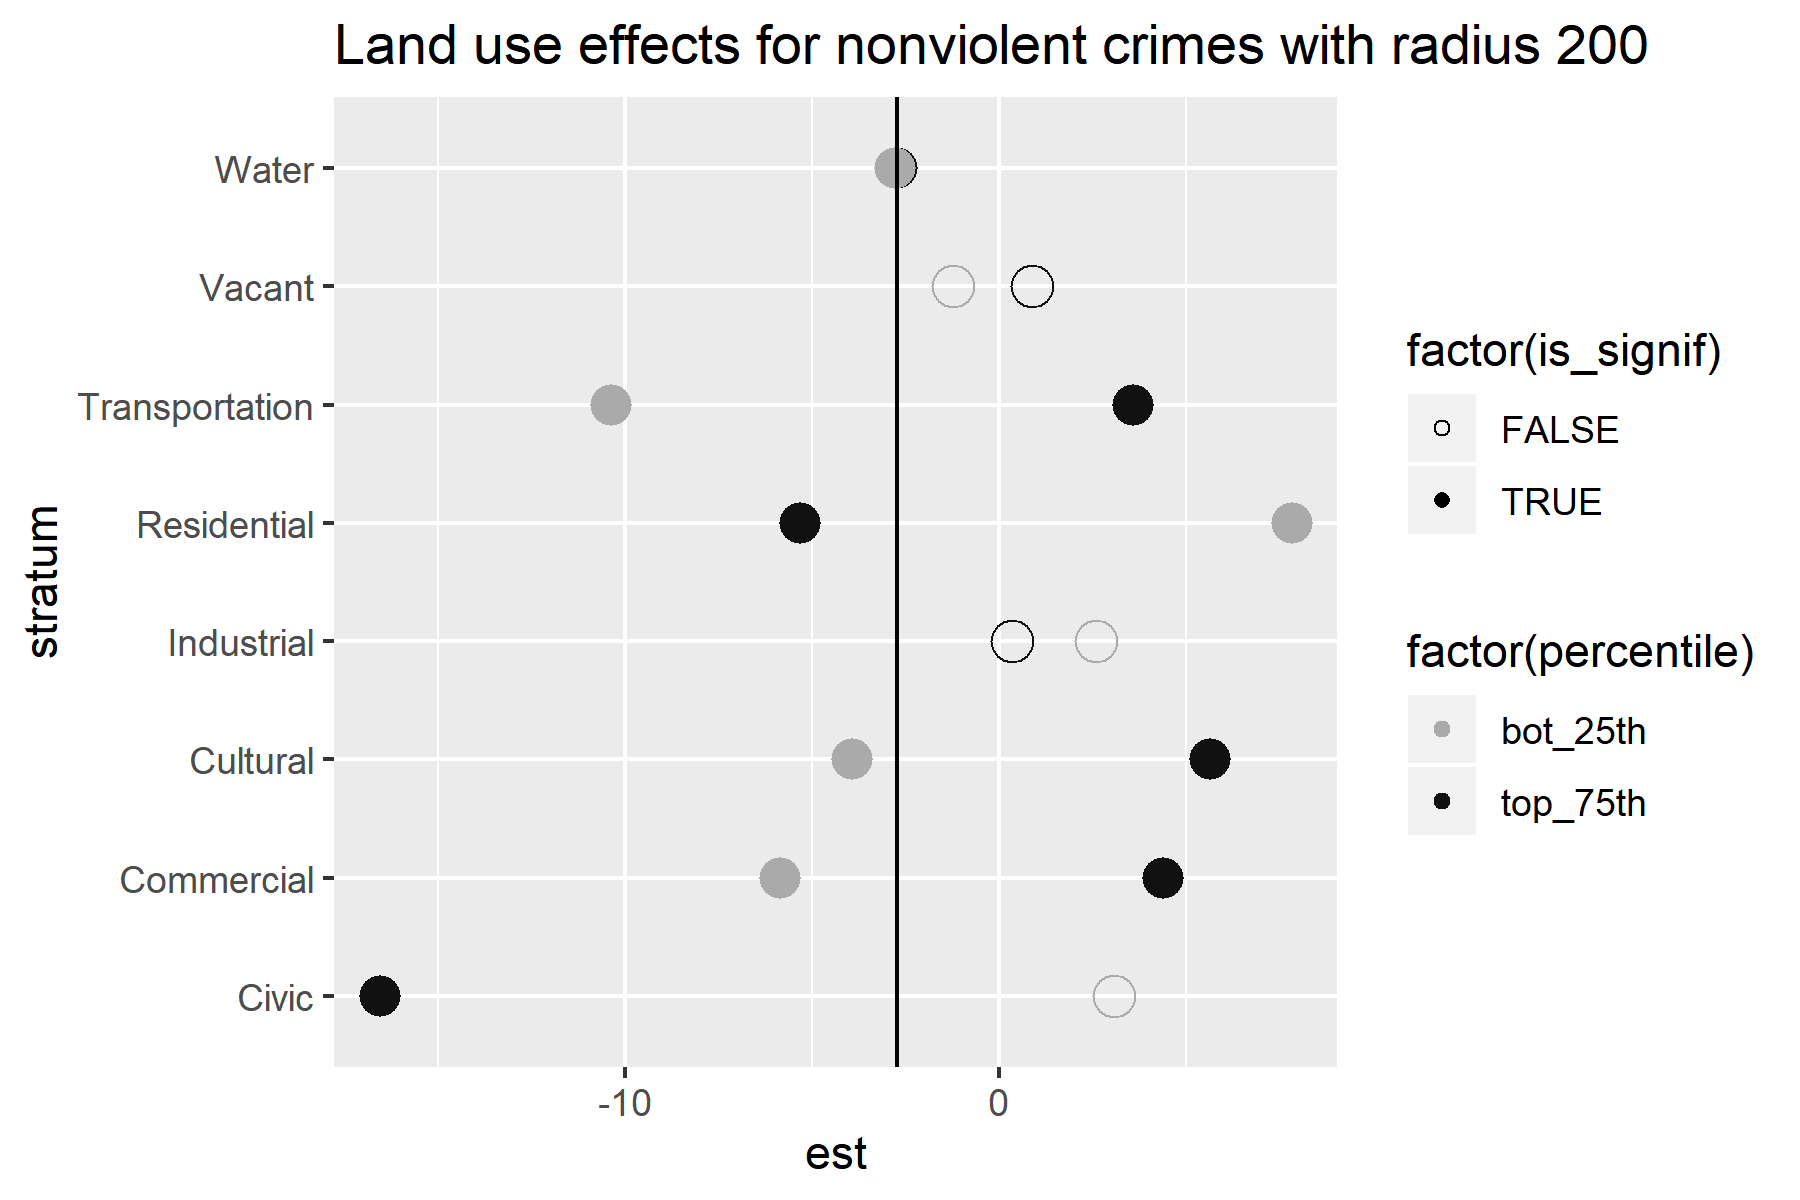 Land use effects for nonviolent crimes with radius 200
Water
Vacant
Transportation
Residential
Industrial
Cultural
Commercial
Civic
stratum
-10
0
est
factor(is_signif)
FALSE
TRUE
factor(percentile)
bot_25th
top_75th